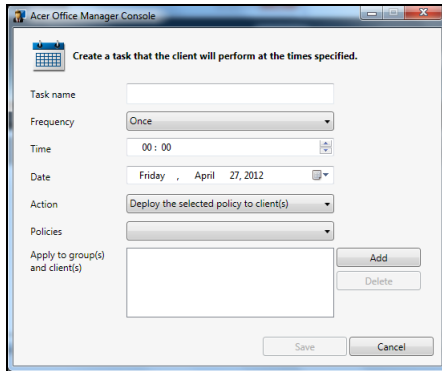 Acer Office Manager Console
Create a task that the client will perform at the times specified.
Task name
Frequency Once
Time 00 : 00
Date Friday , April 27, 2012
Action Deploy the selected policy to client(s)
Policies
Apply to group(s)
and client(s)
Add
Delete
Save Cancel